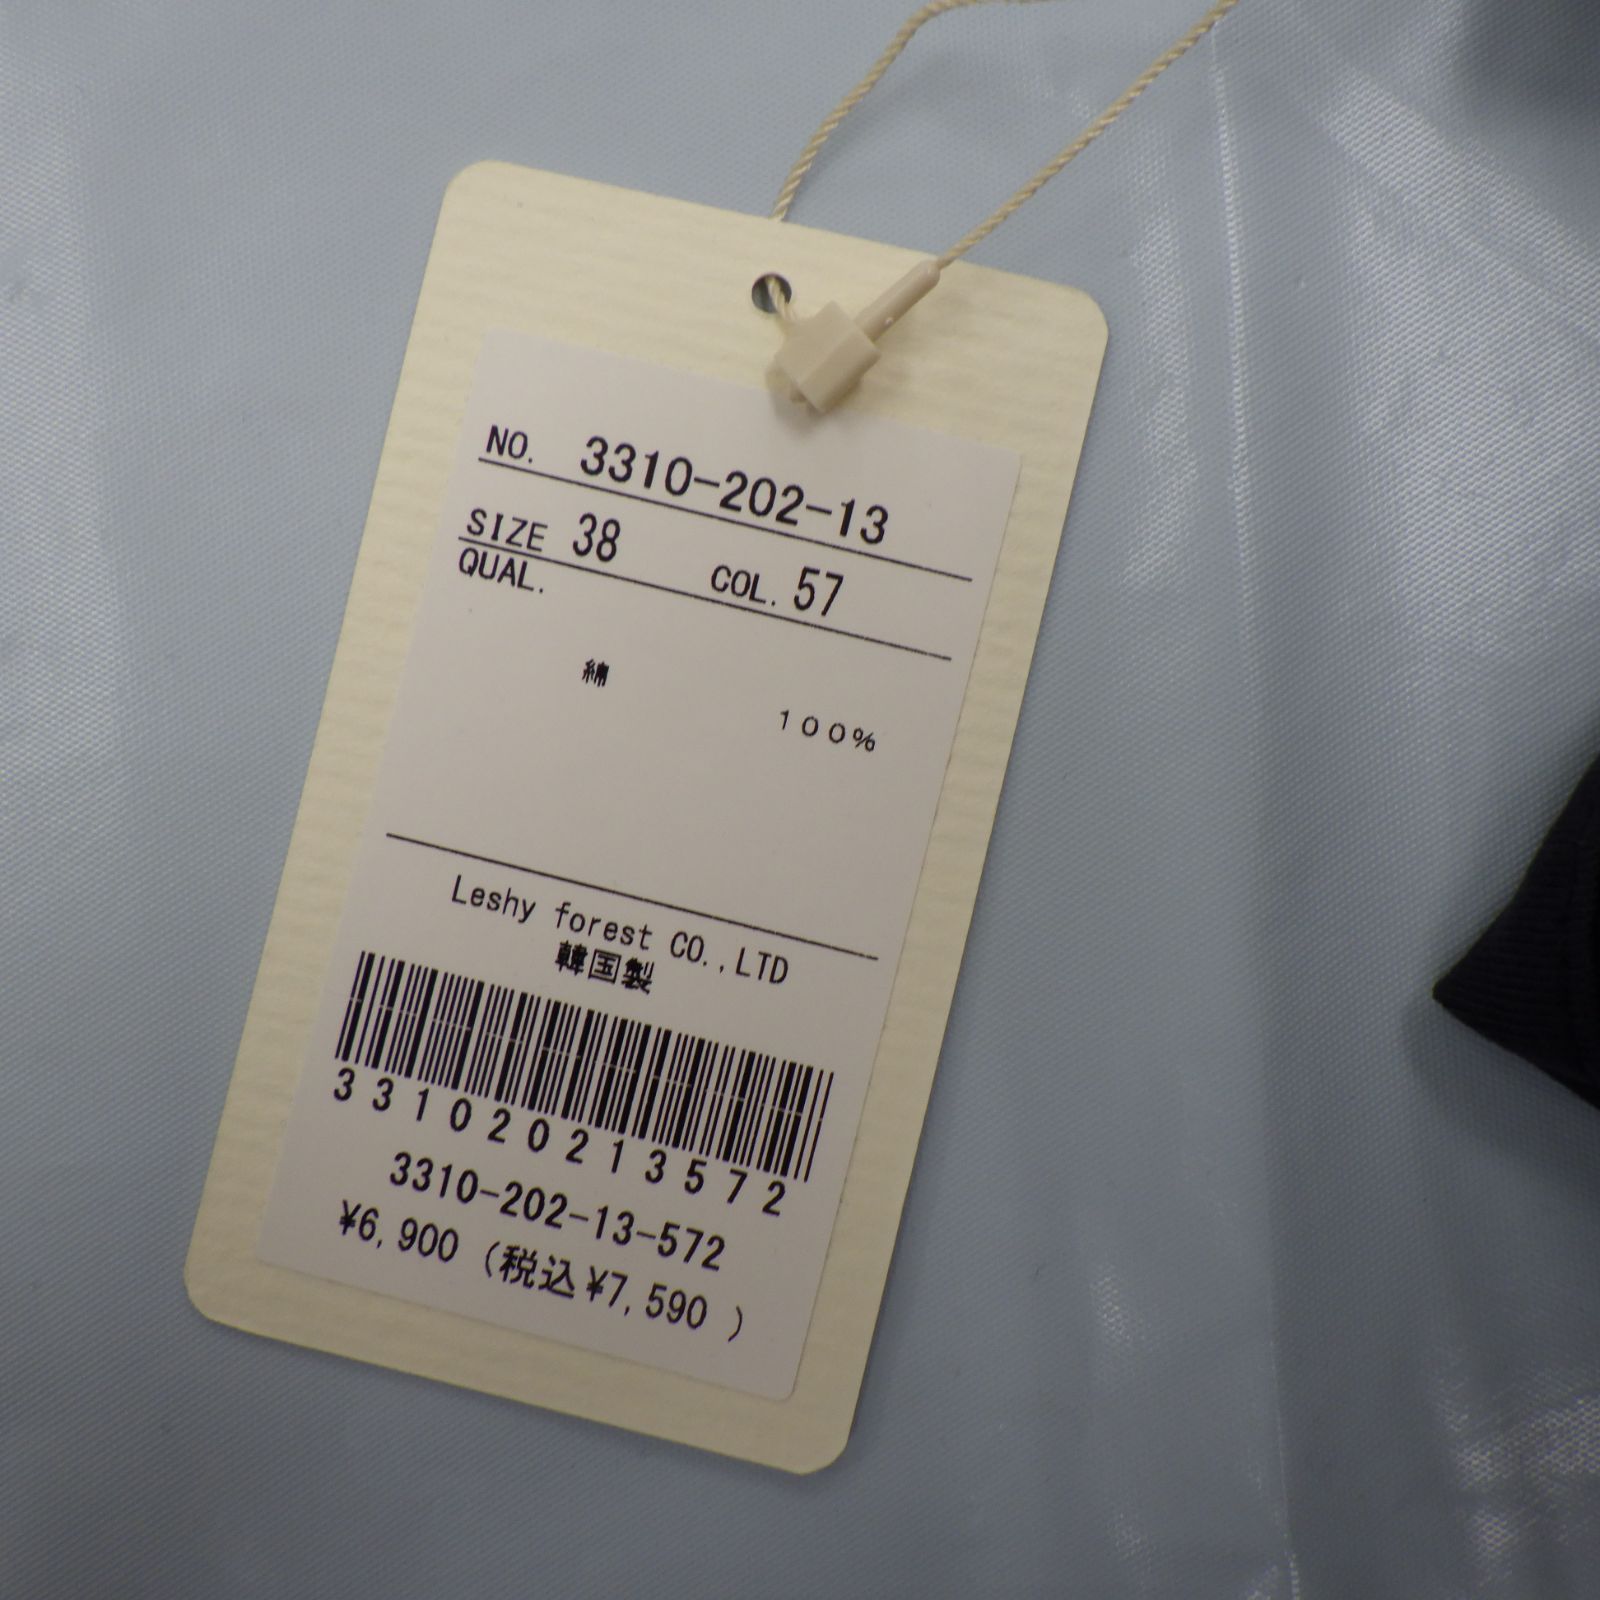 NO. 3310-202-13
SIZE 38 COL. 57
QUAL.
綿
100%
Leshy forest CO.,LTD
韓国製
331020213572
3310-202-13-572
¥6,900 (税込¥7,590 )